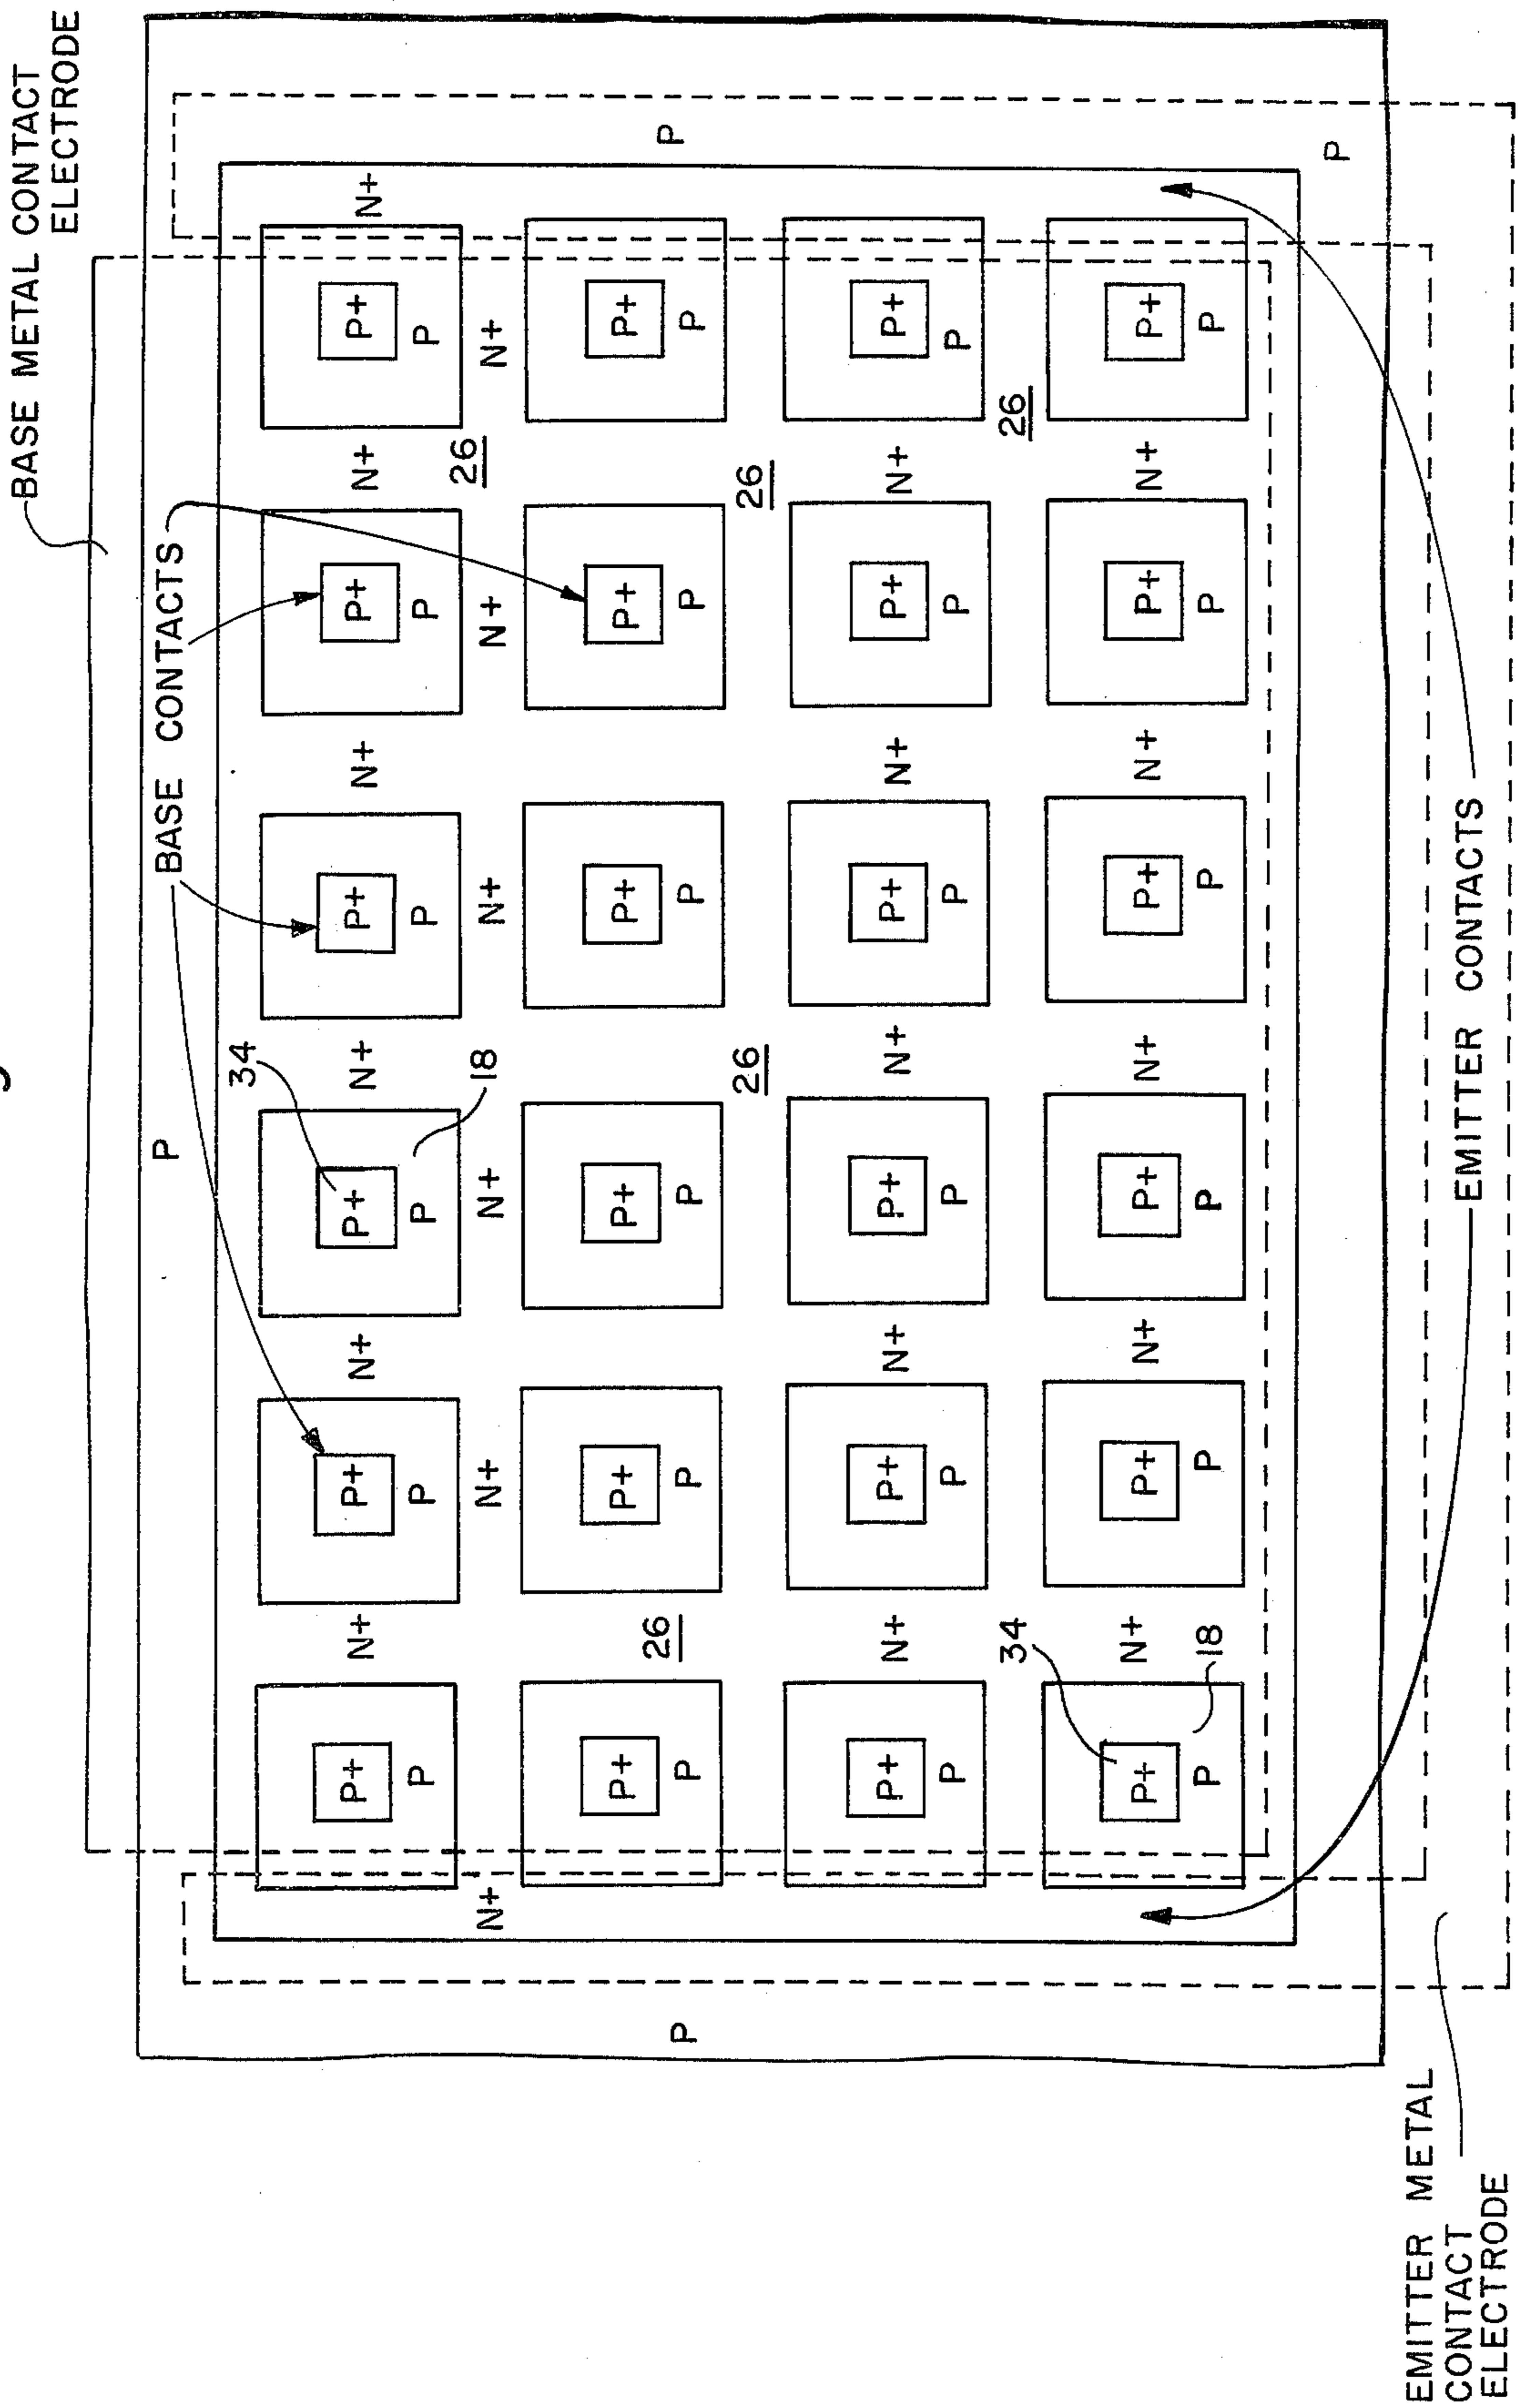 BASE METAL CONTACT
ELECTRODE
P BASE CONTACTS
34
P+ N+ P+ N+ P+ N+ P+ N+ P+ N+ P+ N+
P P P P P P
N+ N+ N+ 18 N+ N+ 26 N+
P+ P+ P+ P+ P+ P+
P P 26 P P P P P P
26 26
P+ N+ P+ N+ P+ N+ P+ N+ P+ N+ P+
P P P P P P
34 26
P+ N+ P+ N+ P+ N+ P+ N+ P+ N+ P+
P 18 P P P P P
P
EMITTER CONTACTS
EMITTER METAL
CONTACT
ELECTRODE